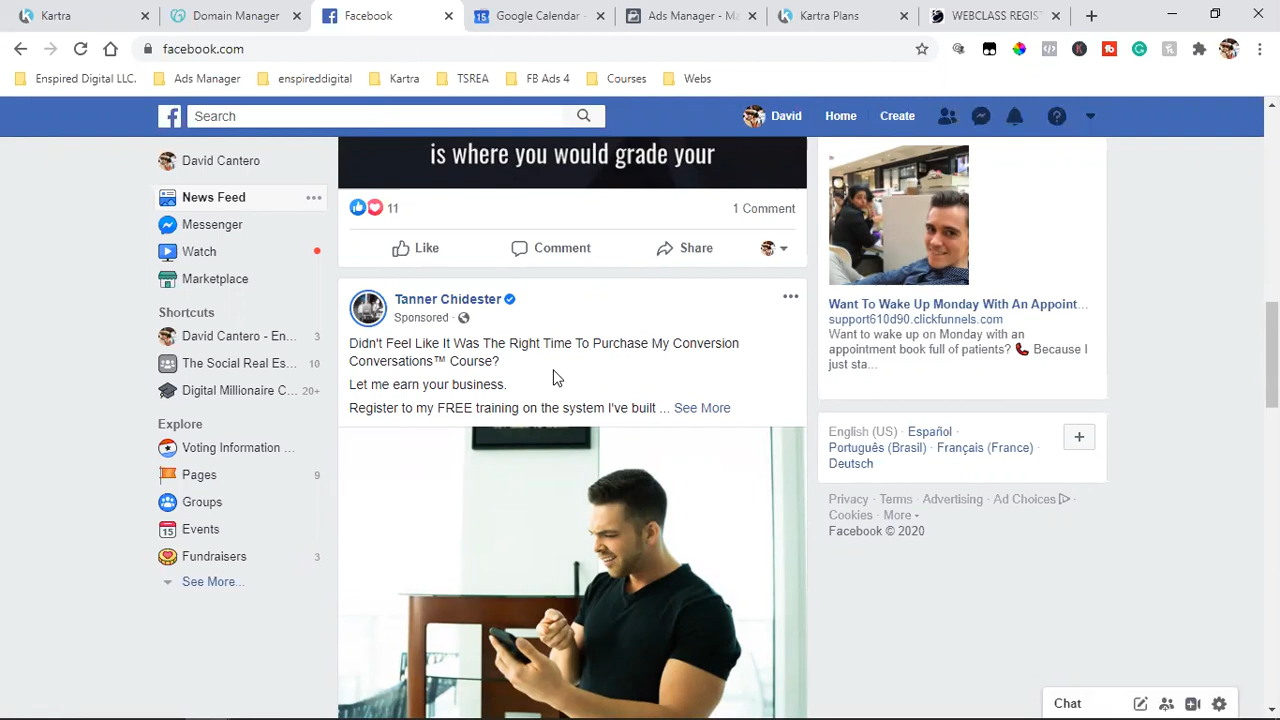 Kartra
Domain Manager
Facebook
Google Calendar -
Ads Manager - Ma
Kartra Plans
WEBCLASS REGIST
facebook.com
Enspired Digital LLC.
Ads Manager
enspireddigital
Kartra
TSREA
FB Ads 4
Courses
Webs
Search
David
Home
Create
David Cantero
News Feed
Messenger
Watch
Marketplace
Shortcuts
David Cantero - En... 3
The Social Real Es... 10
Digital Millionaire C... 20+
Explore
Voting Information ...
Pages 9
Groups
Events
Fundraisers 3
See More...
is where you would grade your
11
1 Comment
Like
Comment
Share
Tanner Chidester
Sponsored ·
Didn't Feel Like It Was The Right Time To Purchase My Conversion
Conversations™ Course?
Let me earn your business.
Register to my FREE training on the system I've built ... See More
Want To Wake Up Monday With An Appoint...
support610d90.clickfunnels.com
Want to wake up on Monday with an
appointment book full of patients? 📞 Because I
just sta...
English (US) · Español ·
Português (Brasil) · Français (France) ·
Deutsch
Privacy · Terms · Advertising · Ad Choices ·
Cookies · More
Facebook © 2020
Chat